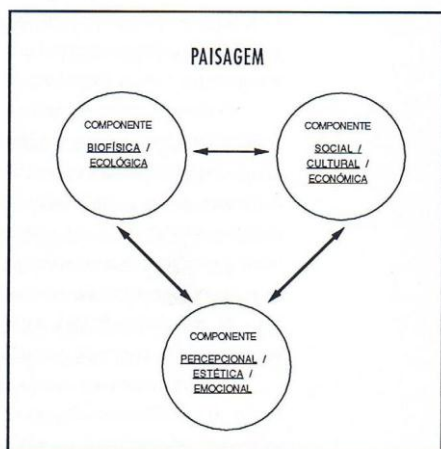 PAISAGEM
COMPONENTE
BIOFÍSICA /
ECOLÓGICA
COMPONENTE
SOCIAL /
CULTURAL /
ECONÓMICA
COMPONENTE
PERCEPCIONAL /
ESTÉTICA /
EMOCIONAL